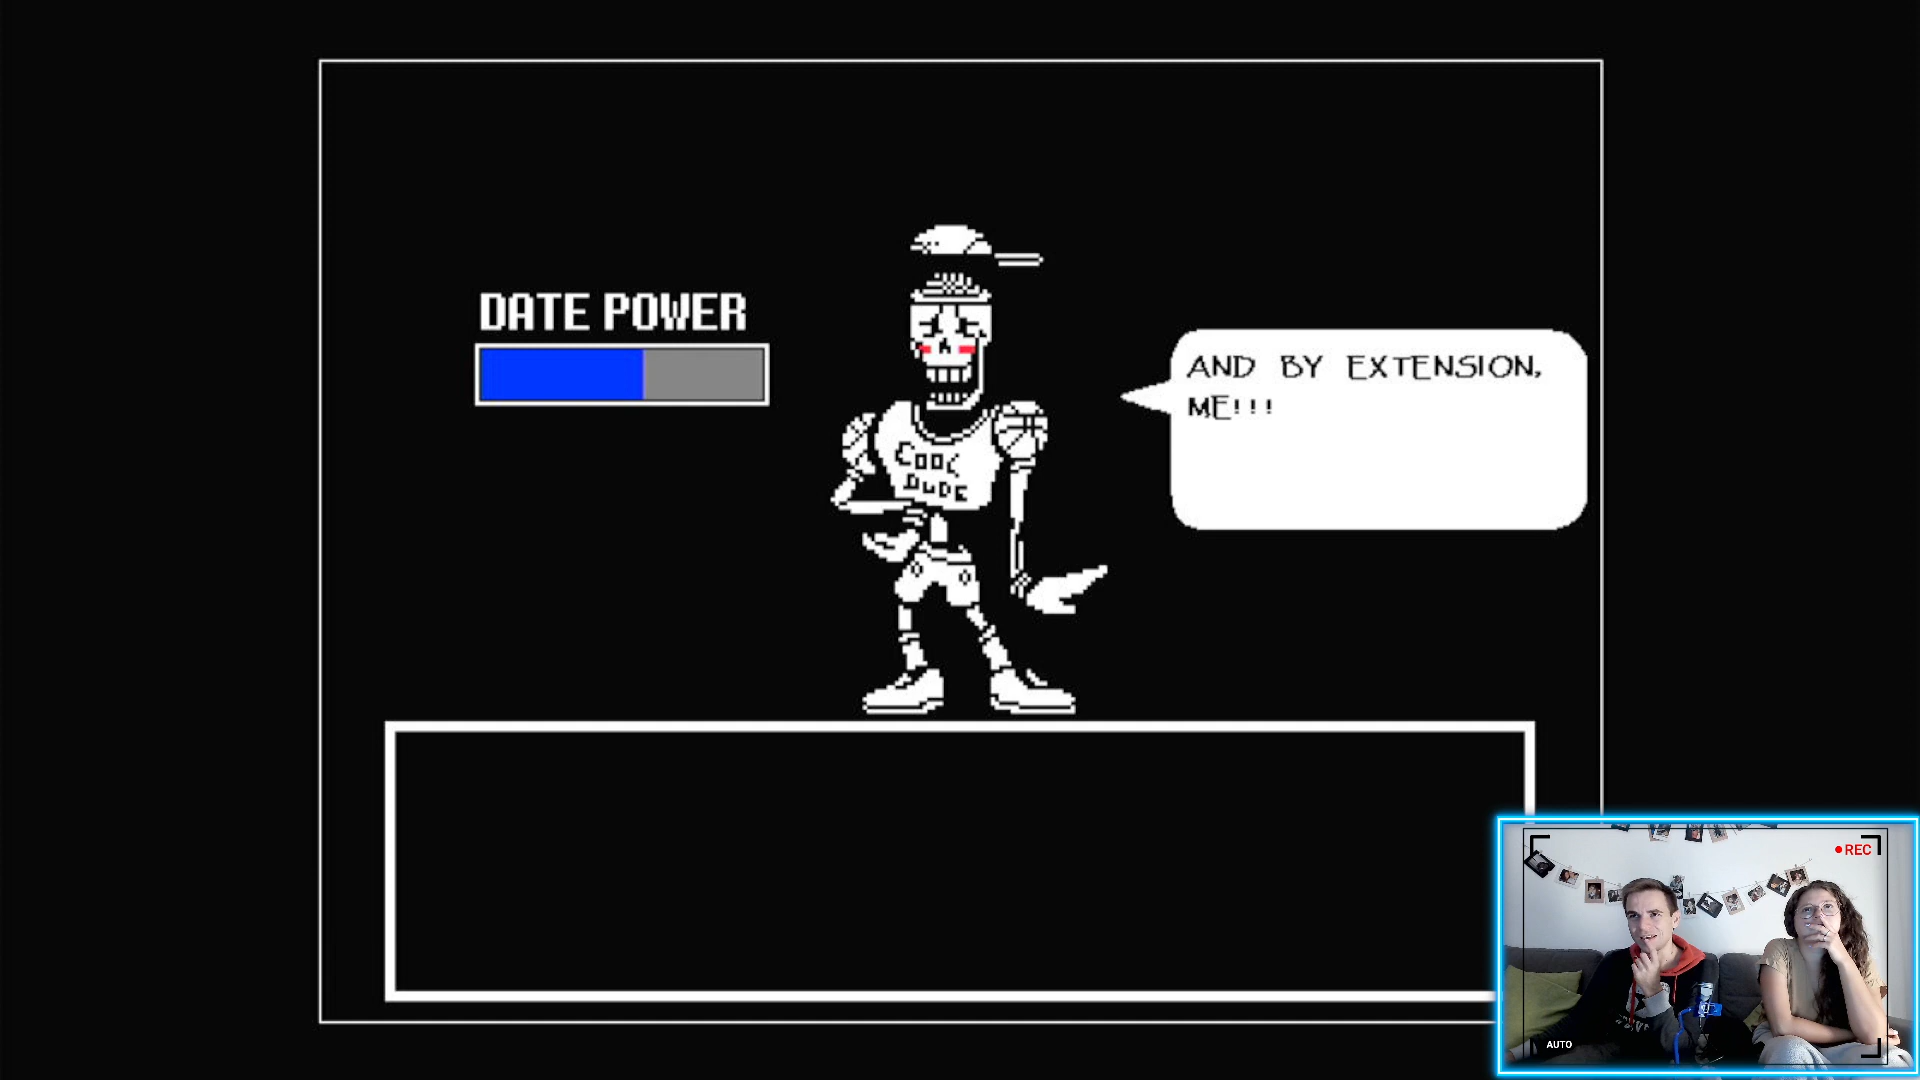 DATE POWER
AND BY EXTENSION,
ME!!!
COOL
DUDE
REC
AUTO